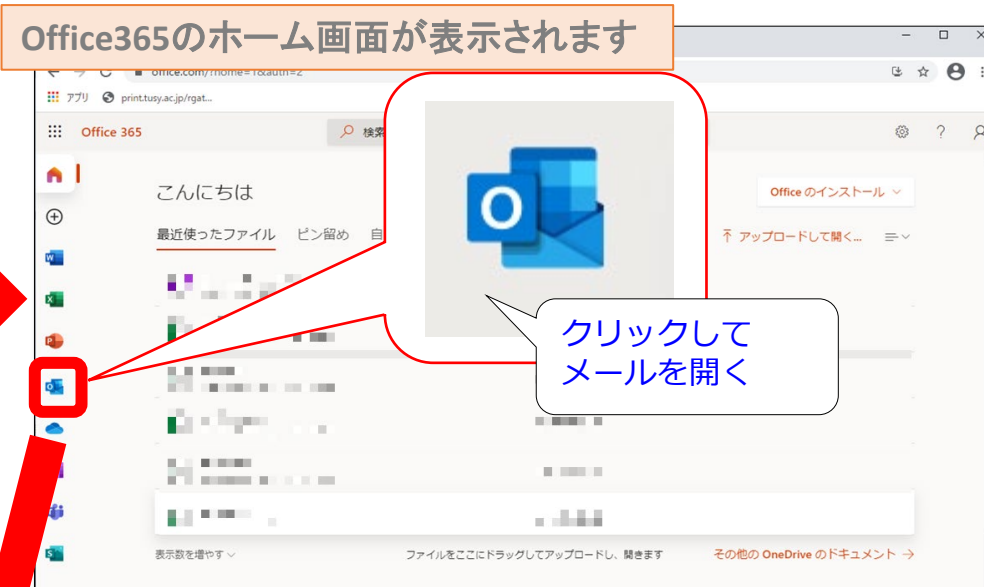 Office365のホーム画面が表示されます
office.com/?home=1&auth=2
アプリ print.tusy.ac.jp/rgat...
Office 365
検索
?
こんにちは
Office のインストール
最近使ったファイル ピン留め 自
アップロードして開く...
O
クリックして
メールを開く
表示数を増やす
ファイルをここにドラッグしてアップロードし、開きます
その他の OneDrive のドキュメント →